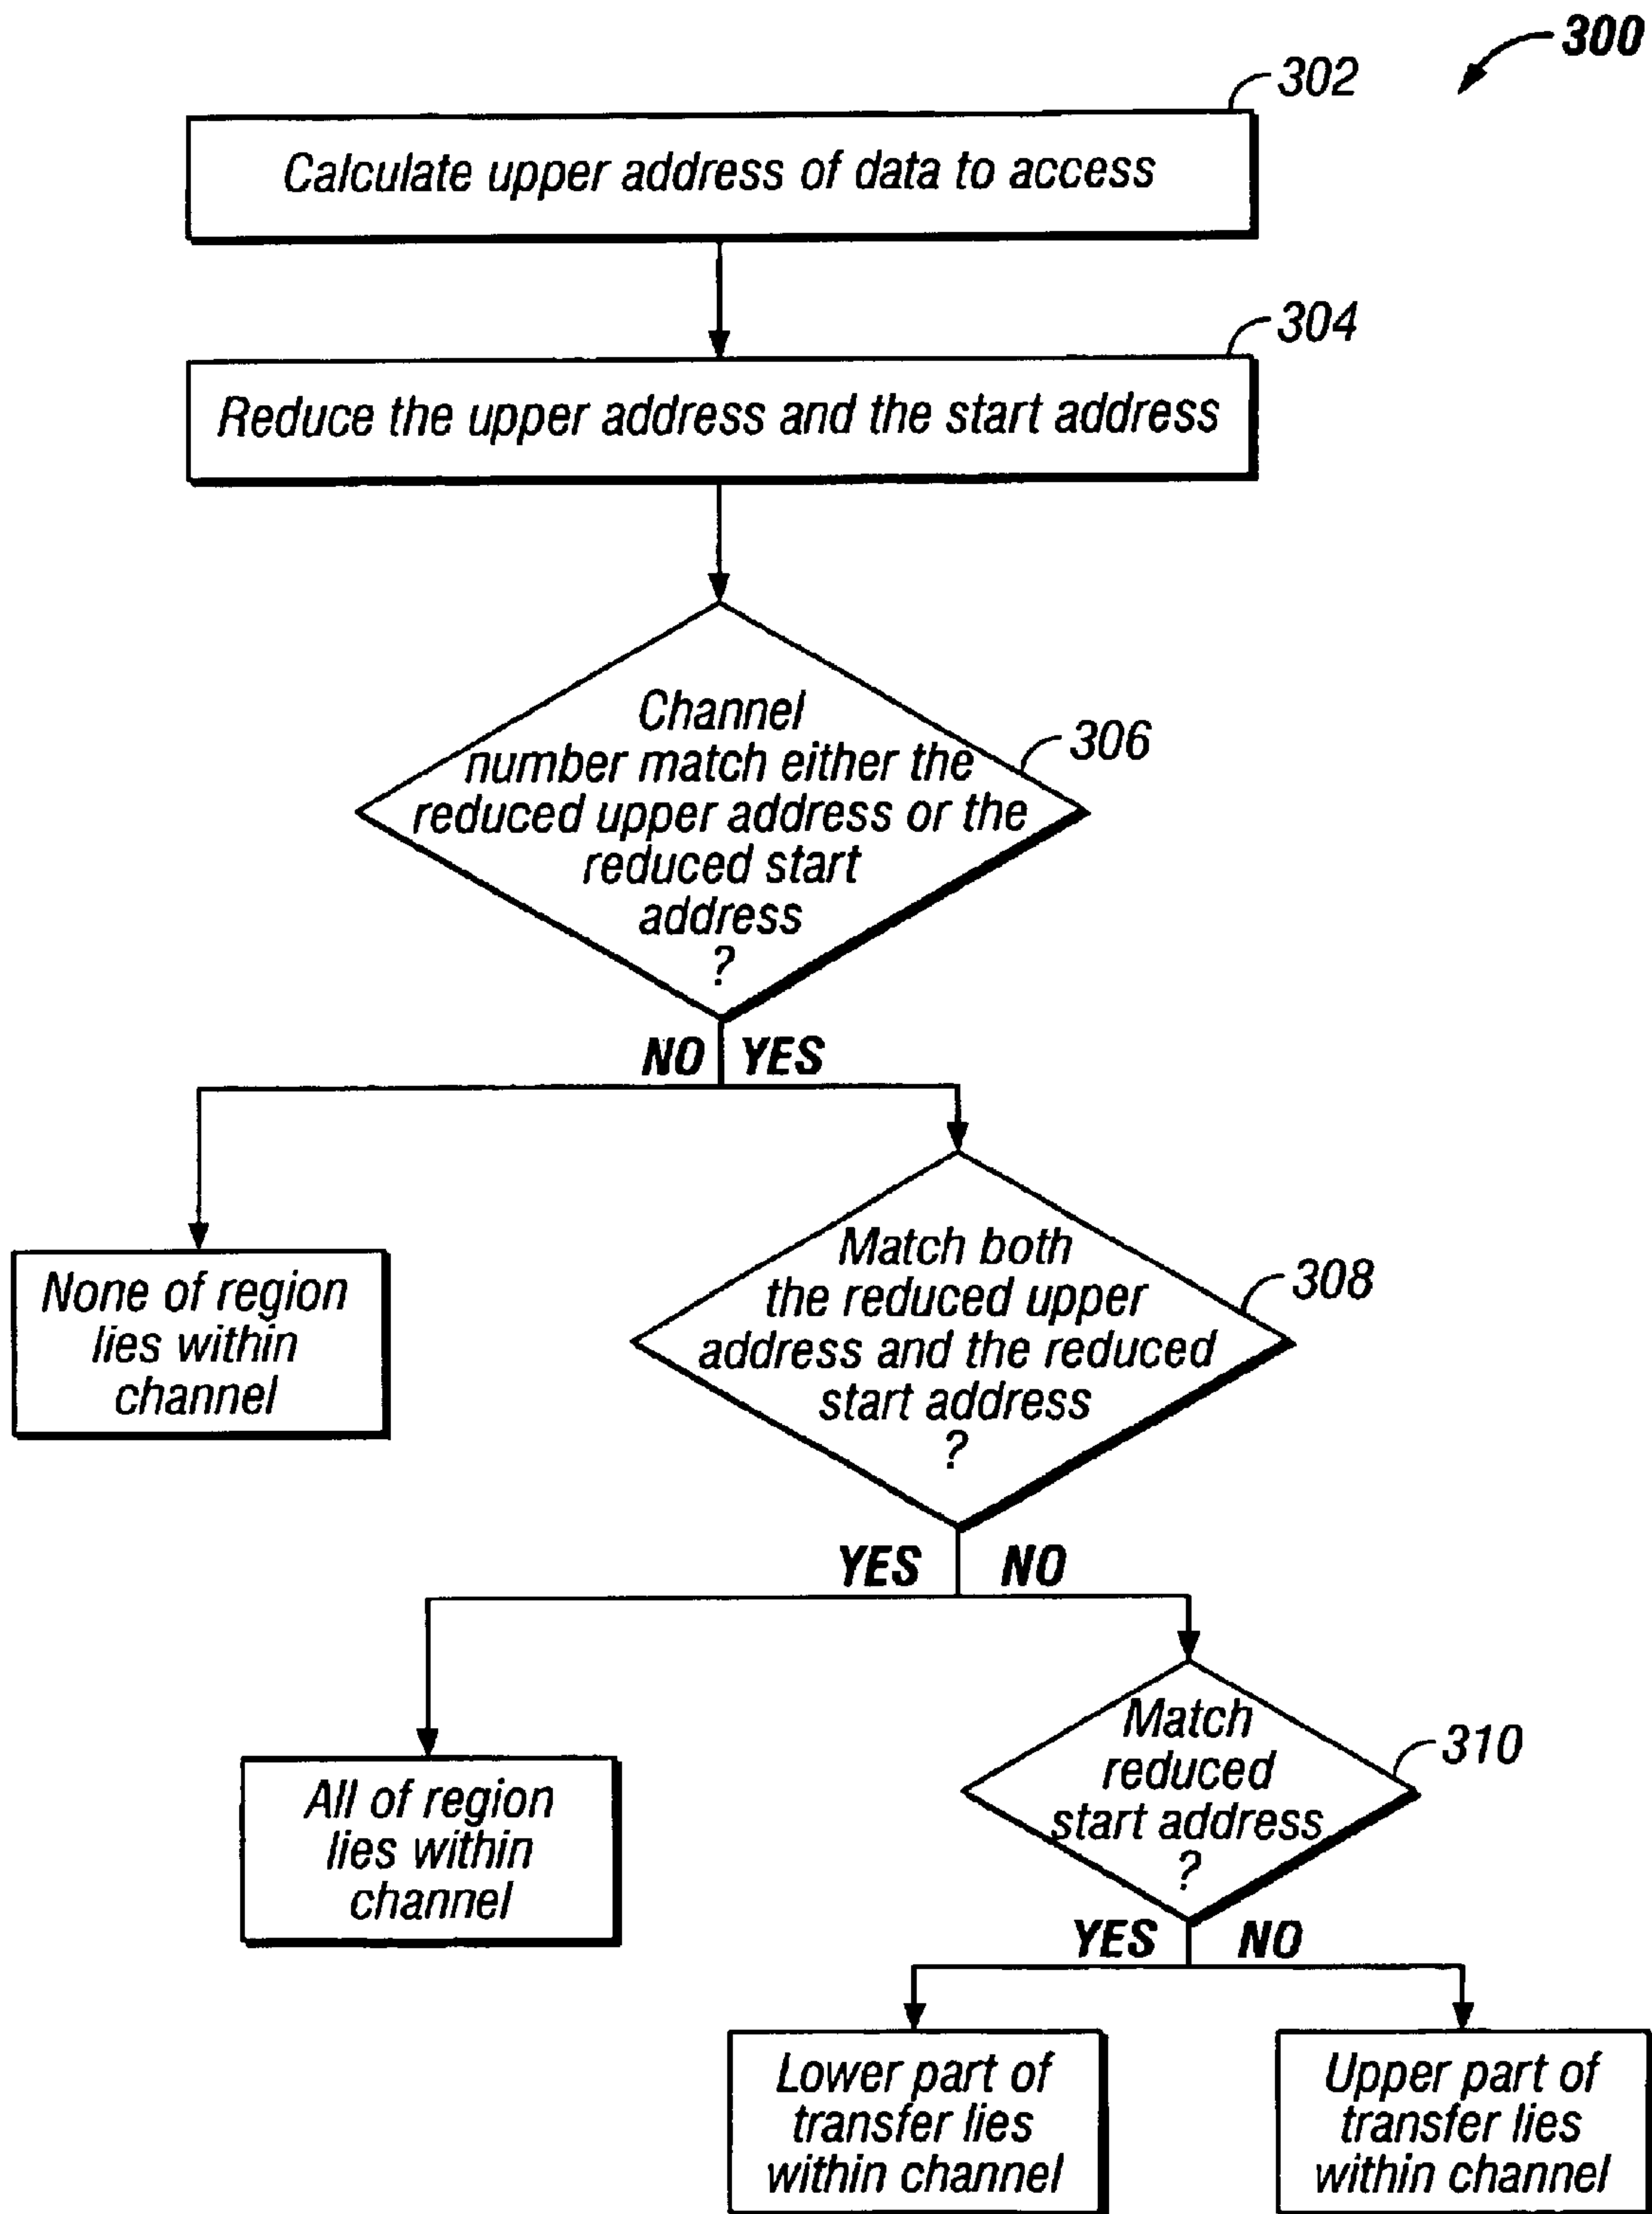 300
302
Calculate upper address of data to access
304
Reduce the upper address and the start address
306
Channel
number match either the
reduced upper address or the
reduced start
address
?
NO YES
None of region
lies within
channel
308
Match both
the reduced upper
address and the reduced
start address
?
YES NO
All of region
lies within
channel
310
Match
reduced
start address
?
YES NO
Lower part of
transfer lies
within channel
Upper part of
transfer lies
within channel